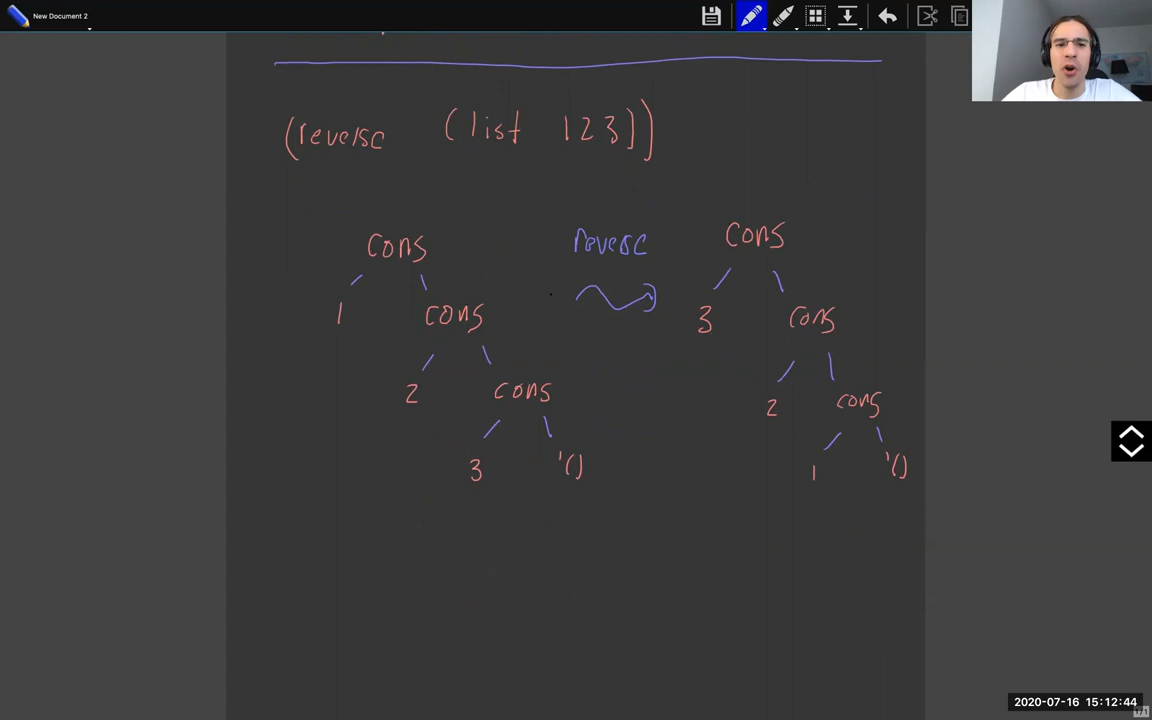 New Document 2
(reverse (list 1 2 3))
cons
reverse
cons
1
cons
3
cons
2
cons
2
cons
3
'()
1
'()
2020-07-16 15:12:44